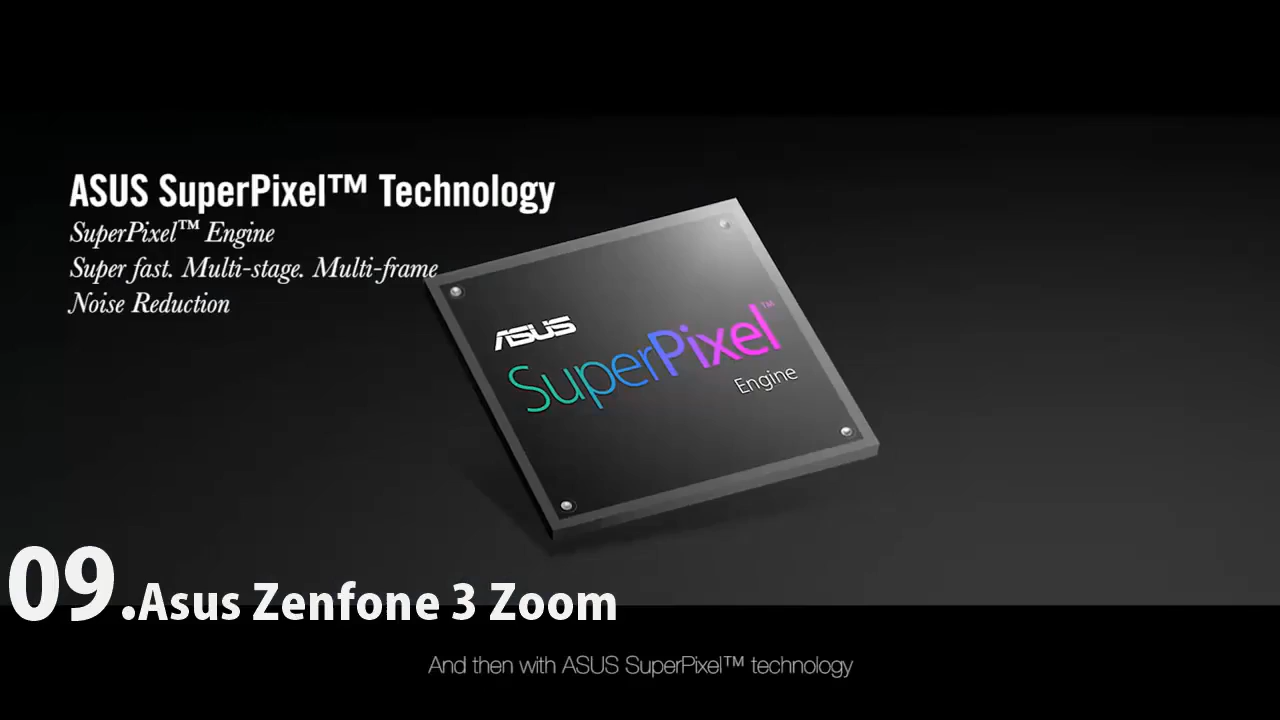 ASUS SuperPixel™ Technology
SuperPixel™ Engine
Super fast. Multi-stage. Multi-frame
Noise Reduction
ASUS
SuperPixel™
Engine
09.Asus Zenfone 3 Zoom
And then with ASUS SuperPixel™ technology